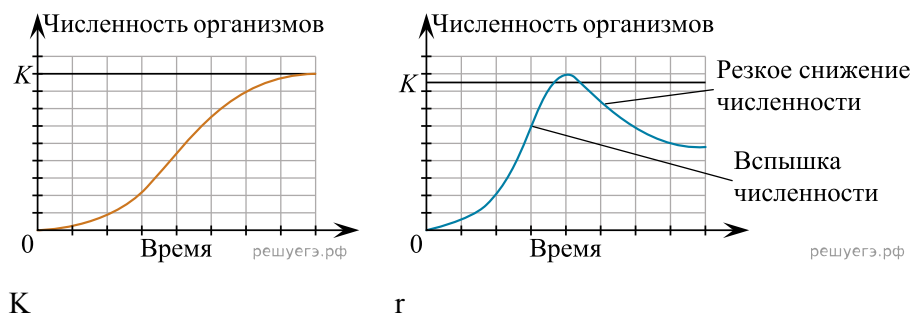 Численность организмов
K
0
Время
решуегэ.рф
K
Численность организмов
K
Резкое снижение
численности
Вспышка
численности
0
Время
решуегэ.рф
r